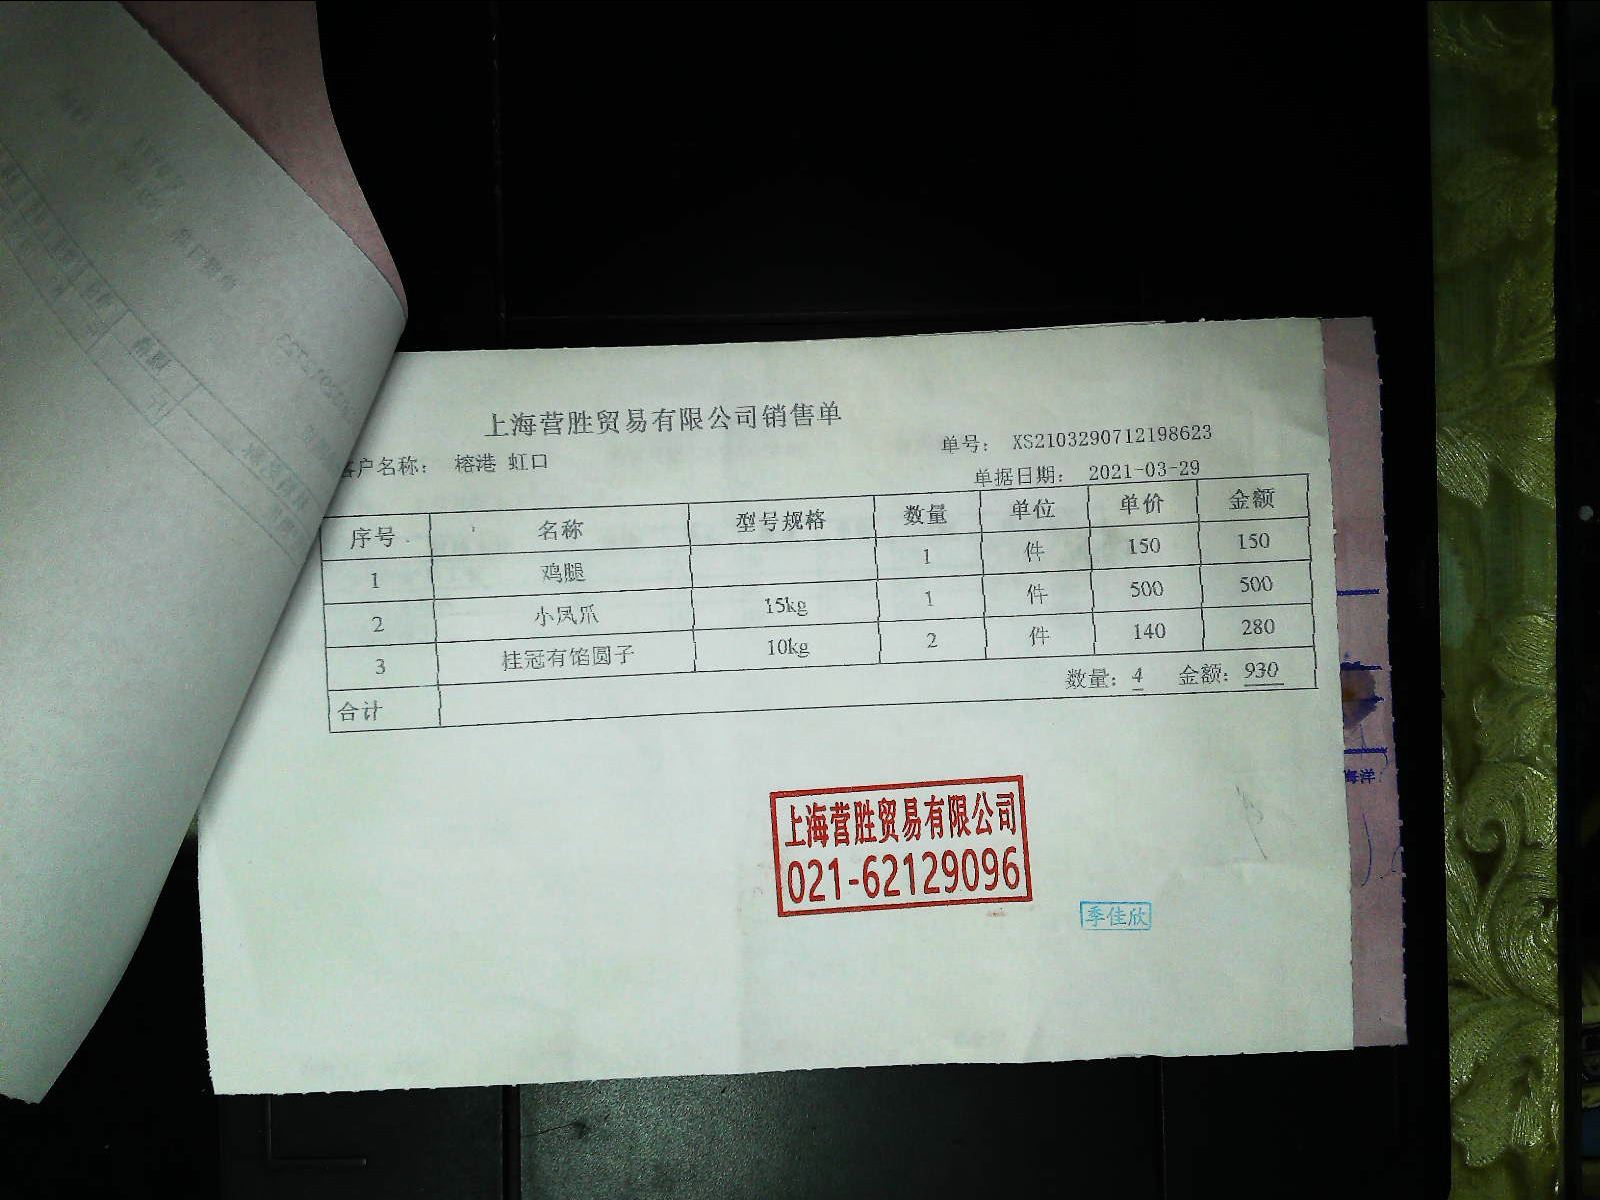 上海营胜贸易有限公司销售单
单号： XS2103290712198623
客户名称： 榕港 虹口
单据日期： 2021-03-29
序号 名称 型号规格 数量 单位 单价 金额
1 鸡腿 1 件 150 150
2 小凤爪 15kg 1 件 500 500
3 桂冠有馅圆子 10kg 2 件 140 280
合计 数量：4 金额：930
上海营胜贸易有限公司
021-62129096
季佳欣
海洋